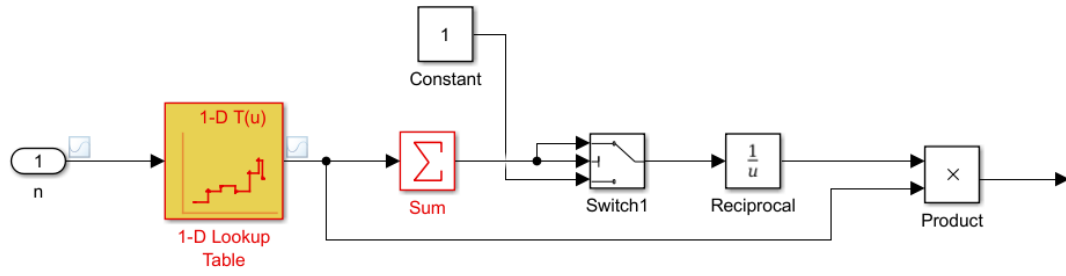 1
Constant
1-D T(u)
1
n
1-D Lookup
Table
Σ
Sum
Switch1
1
u
Reciprocal
×
Product